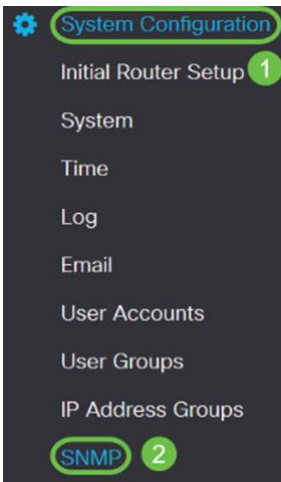 System Configuration
Initial Router Setup 1
System
Time
Log
Email
User Accounts
User Groups
IP Address Groups
SNMP 2